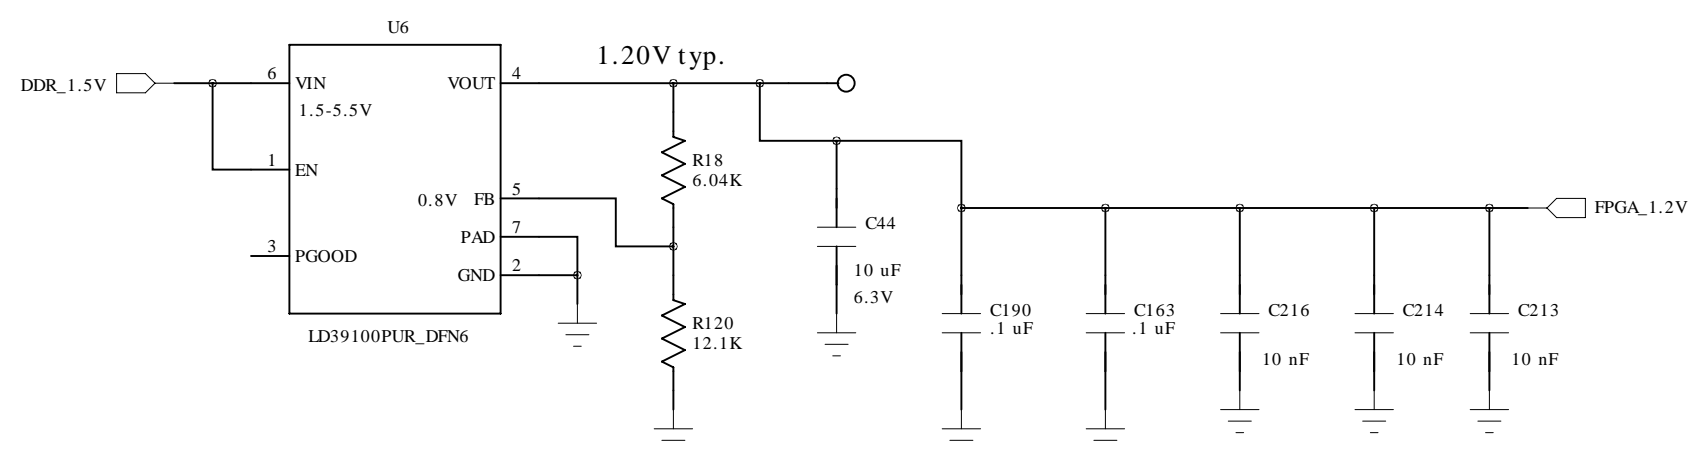 U6
1.20V typ.
DDR_1.5V
6
VIN
VOUT
4
1.5-5.5V
1
EN
R18
6.04K
0.8V FB
5
FPGA_1.2V
C44
PAD
7
3
PGOOD
GND
2
10 uF
6.3V
C190
.1 uF
C163
.1 uF
C216
C214
C213
R120
12.1K
LD39100PUR_DFN6
10 nF
10 nF
10 nF